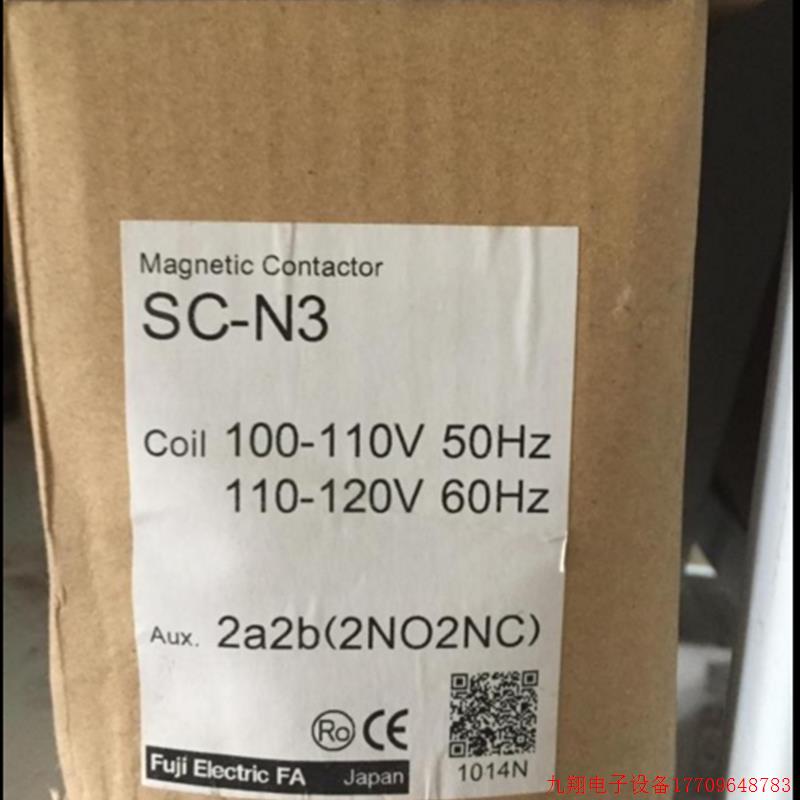 Magnetic Contactor
SC-N3
Coil 100-110V 50Hz
110-120V 60Hz
Aux. 2a2b(2NO2NC)
Ro CE
Fuji Electric FA Japan
1014N
九翔电子设备17709648783